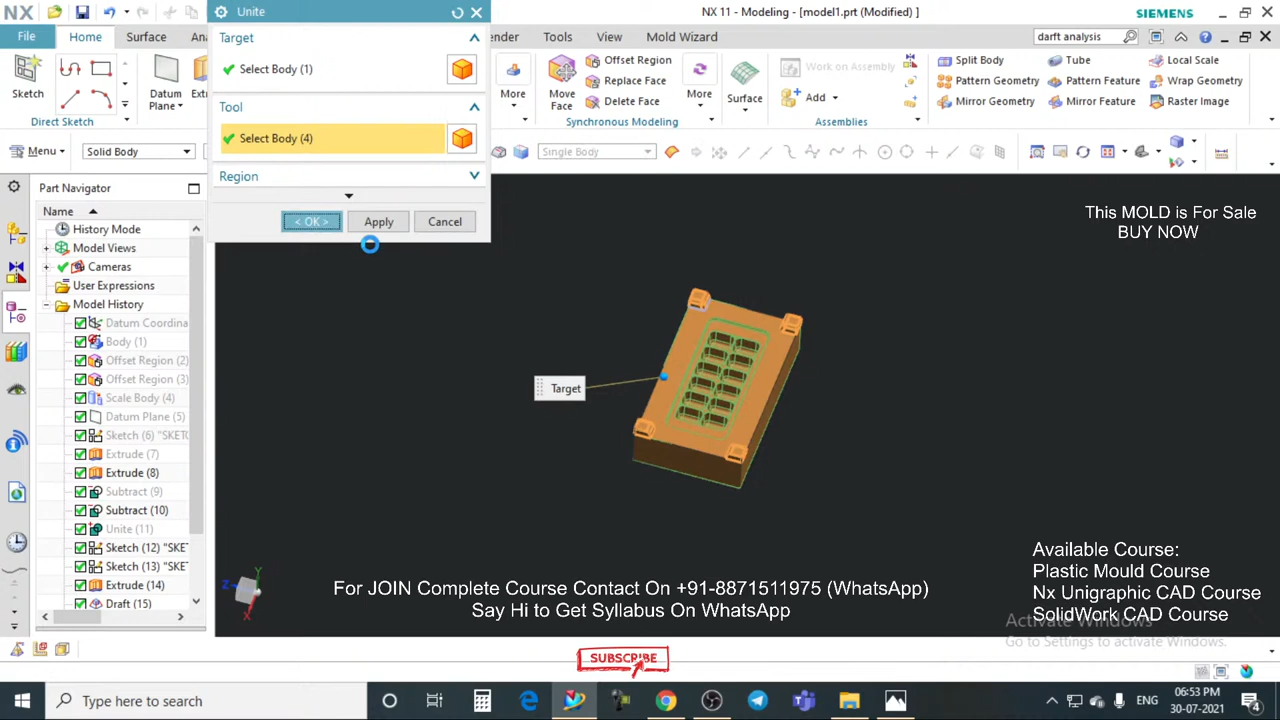 NX
Unite
NX 11 - Modeling - [model1.prt (Modified) ]
SIEMENS
File
Home
Surface
Target
Tools
View
Mold Wizard
darft analysis
Select Body (1)
Sketch
Datum
Plane
Direct Sketch
Tool
Select Body (4)
Region
< OK >
Apply
Cancel
More
Move
Face
Offset Region
Replace Face
Delete Face
More
Synchronous Modeling
Surface
Work on Assembly
Add
Assemblies
Split Body
Pattern Geometry
Mirror Geometry
Tube
Pattern Feature
Mirror Feature
Local Scale
Wrap Geometry
Raster Image
Menu
Solid Body
Single Body
Part Navigator
Name
History Mode
Model Views
Cameras
User Expressions
Model History
Datum Coordina
Body (1)
Offset Region (2)
Offset Region (3)
Scale Body (4)
Datum Plane (5)
Sketch (6) "SKETC
Extrude (7)
Extrude (8)
Subtract (9)
Subtract (10)
Unite (11)
Sketch (12) "SKE
Sketch (13) "SKE
Extrude (14)
Draft (15)
Target
This MOLD is For Sale
BUY NOW
Z
Y
X
Available Course:
Plastic Mould Course
Nx Unigraphic CAD Course
SolidWork CAD Course
For JOIN Complete Course Contact On +91-8871511975 (WhatsApp)
Say Hi to Get Syllabus On WhatsApp
Activate Windows
Go to Settings to activate Windows.
SUBSCRIBE
Type here to search
ENG
06:53 PM
30-07-2021
4